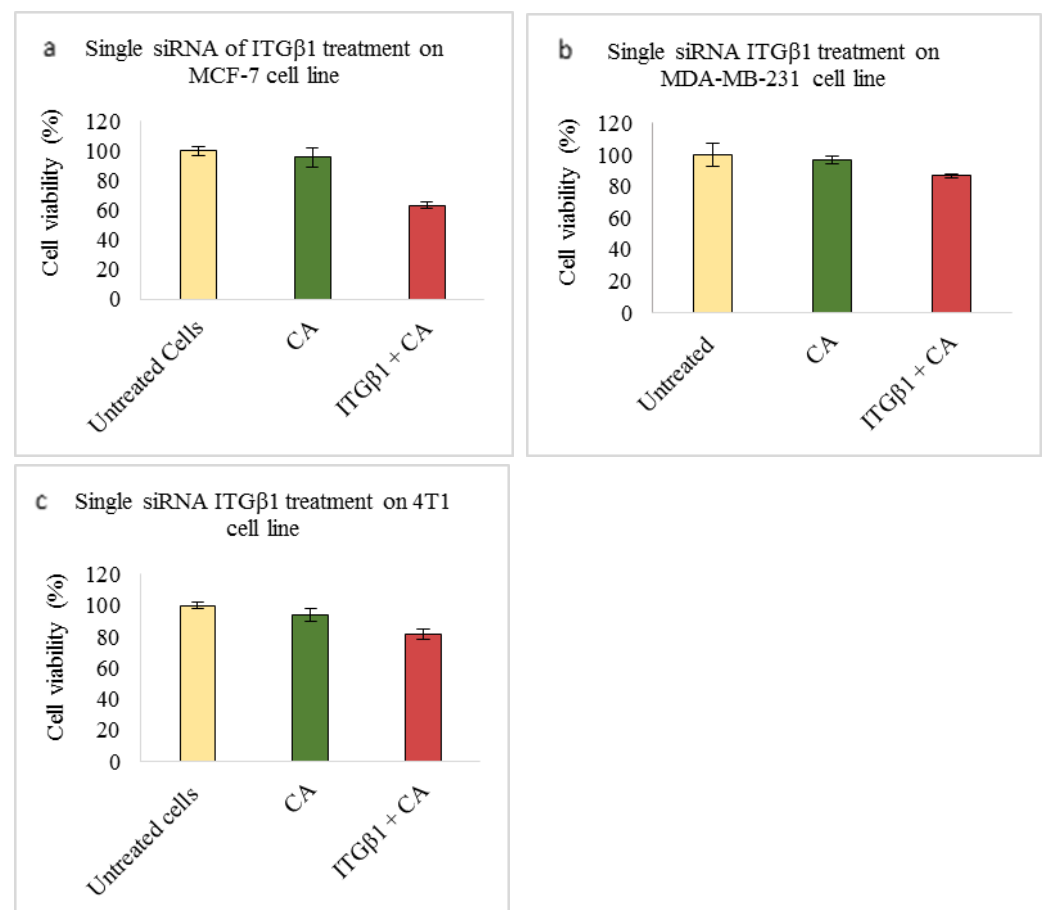 a Single siRNA of ITGβ1 treatment on
MCF-7 cell line
Cell viability (%)
120
100
80
60
40
20
0
Untreated Cells
CA
ITGβ1 + CA
b Single siRNA ITGβ1 treatment on
MDA-MB-231 cell line
Cell viability (%)
120
100
80
60
40
20
0
Untreated
CA
ITGβ1 + CA
c Single siRNA ITGβ1 treatment on 4T1
cell line
Cell viability (%)
120
100
80
60
40
20
0
Untreated cells
CA
ITGβ1 + CA